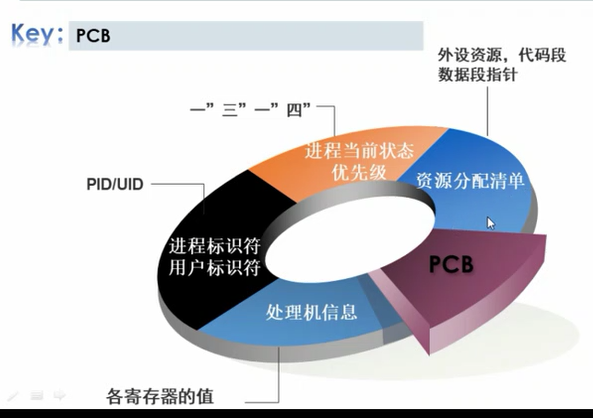 Key: PCB
外设资源，代码段
数据段指针
一”三”一”四”
进程当前状态
优先级
资源分配清单
PID/UID
进程标识符
用户标识符
PCB
处理机信息
各寄存器的值